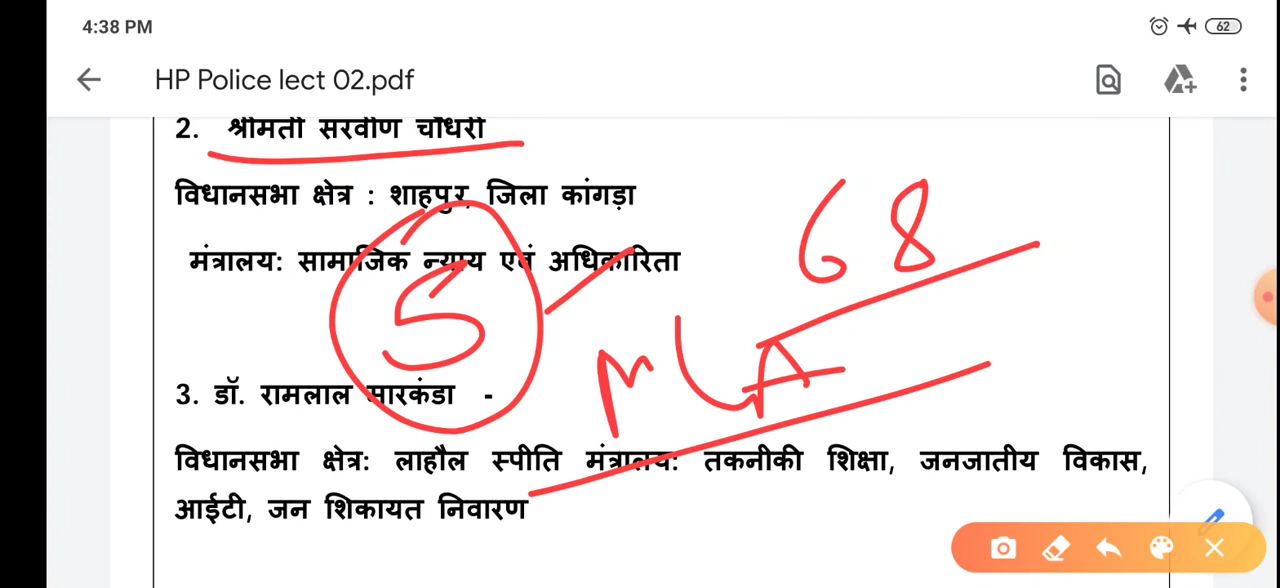 4:38 PM
62
HP Police lect 02.pdf
2. श्रीमती सरवीण चौधरी
विधानसभा क्षेत्र : शाहपुर, जिला कांगड़ा
68
मंत्रालय: सामाजिक न्याय एवं अधिकारिता
5
MLA
3. डॉ. रामलाल मारकंडा -
विधानसभा क्षेत्र: लाहौल स्पीति मंत्रालय: तकनीकी शिक्षा, जनजातीय विकास,
आईटी, जन शिकायत निवारण